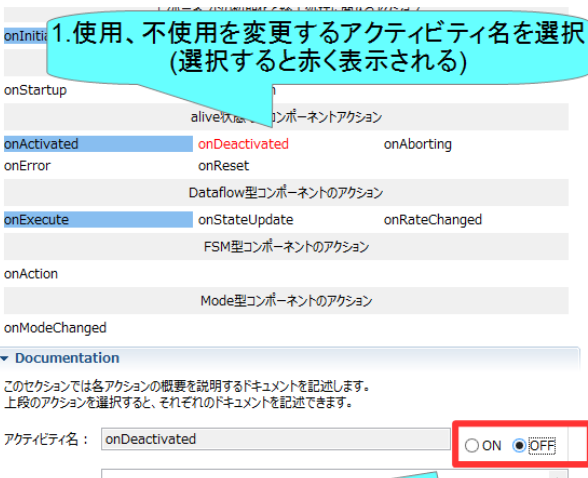 onIniti
1.使用、不使用を変更するアクティビティ名を選択
(選択すると赤く表示される)
onStartup
alive状態でのコンポーネントアクション
onActivated onDeactivated onAborting
onError onReset
Dataflow型コンポーネントのアクション
onExecute onStateUpdate onRateChanged
FSM型コンポーネントのアクション
onAction
Mode型コンポーネントのアクション
onModeChanged
Documentation
このセクションでは各アクションの概要を説明するドキュメントを記述します。
上段のアクションを選択すると、それぞれのドキュメントを記述できます。
アクティビティ名： onDeactivated ON OFF